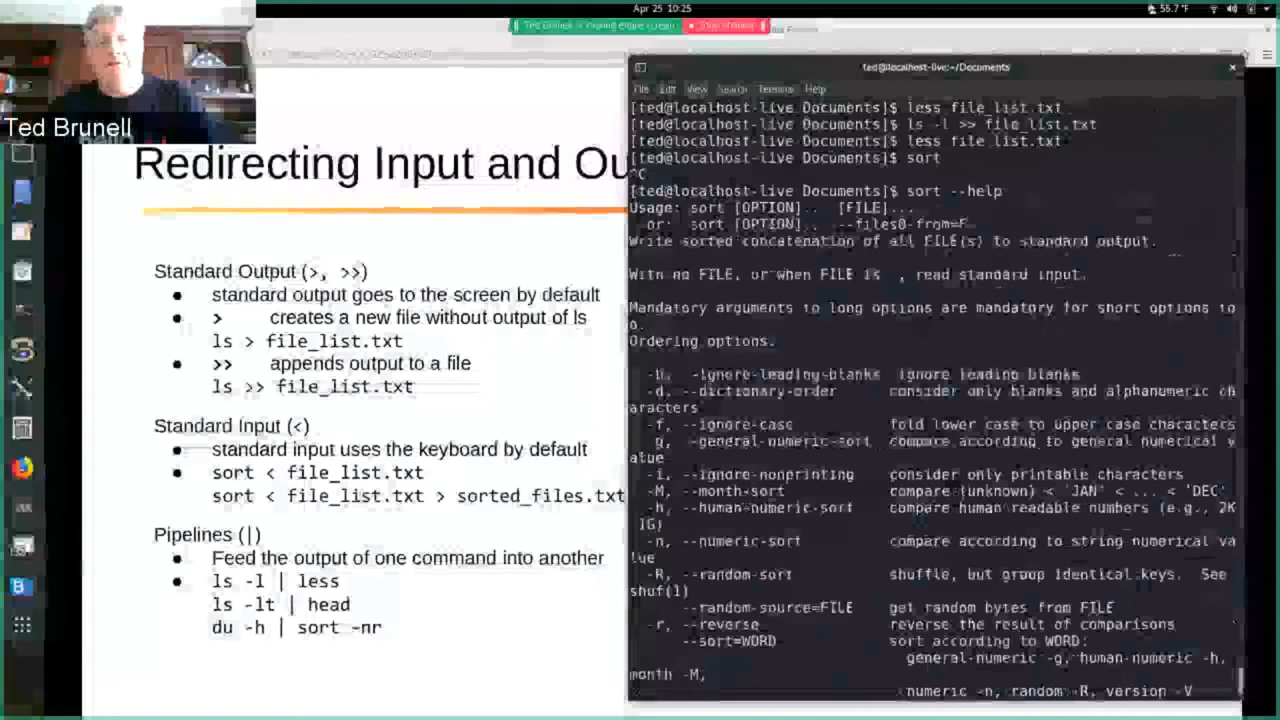 Apr 25 10:25
55.7 °F
Ted Brunell
Redirecting Input and Ou
Standard Output (>, >>)
● standard output goes to the screen by default
● > creates a new file without output of ls
ls > file_list.txt
● >> appends output to a file
ls >> file_list.txt
Standard Input (<)
● standard input uses the keyboard by default
● sort < file_list.txt
sort < file_list.txt > sorted_files.txt
Pipelines (|)
● Feed the output of one command into another
● ls -l | less
ls -lt | head
du -h | sort -nr
ted@localhost-live:~/Documents
File Edit View Search Terminal Help
[ted@localhost-live Documents]$ less file_list.txt
[ted@localhost-live Documents]$ ls -l >> file_list.txt
[ted@localhost-live Documents]$ less file_list.txt
[ted@localhost-live Documents]$ sort
^C
[ted@localhost-live Documents]$ sort --help
Usage: sort [OPTION]... [FILE]...
or: sort [OPTION]... --files0-from=F
Write sorted concatenation of all FILE(s) to standard output.
With no FILE, or when FILE is , read standard input.
Mandatory arguments to long options are mandatory for short options to
o.
Ordering options:
-b, --ignore-leading-blanks ignore leading blanks
-d, --dictionary-order consider only blanks and alphanumeric ch
aracters
-f, --ignore-case fold lower case to upper case characters
-g, --general-numeric-sort compare according to general numerical v
alue
-i, --ignore-nonprinting consider only printable characters
-M, --month-sort compare (unknown) < 'JAN' < ... < 'DEC'
-h, --human-numeric-sort compare human readable numbers (e.g., 2K
1G)
-n, --numeric-sort compare according to string numerical va
lue
-R, --random-sort shuffle, but group identical keys. See
shuf(1)
--random-source=FILE get random bytes from FILE
-r, --reverse reverse the result of comparisons
--sort=WORD sort according to WORD:
general-numeric -g, human-numeric -h,
month -M,
numeric -n, random -R, version -V